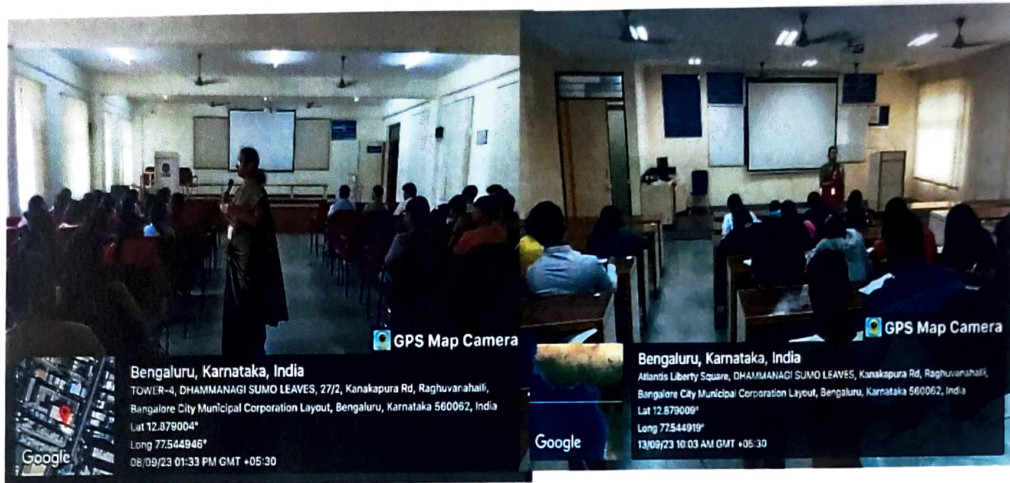 GPS Map Camera
Bengaluru, Karnataka, India
TOWER-4, DHAMMANAGI SUMO LEAVES, 27/2, Kanakapura Rd, Raghuvanahalli,
Bangalore City Municipal Corporation Layout, Bengaluru, Karnataka 560062, India
Lat 12.879004°
Long 77.544946°
08/09/23 01:33 PM GMT +05:30
Google
GPS Map Camera
Bengaluru, Karnataka, India
Atlantis Liberty Square, DHAMMANAGI SUMO LEAVES, Kanakapura Rd, Raghuvanahalli,
Bangalore City Municipal Corporation Layout, Bengaluru, Karnataka 560062, India
Lat 12.879009°
Long 77.544919°
13/09/23 10:03 AM GMT +05:30
Google